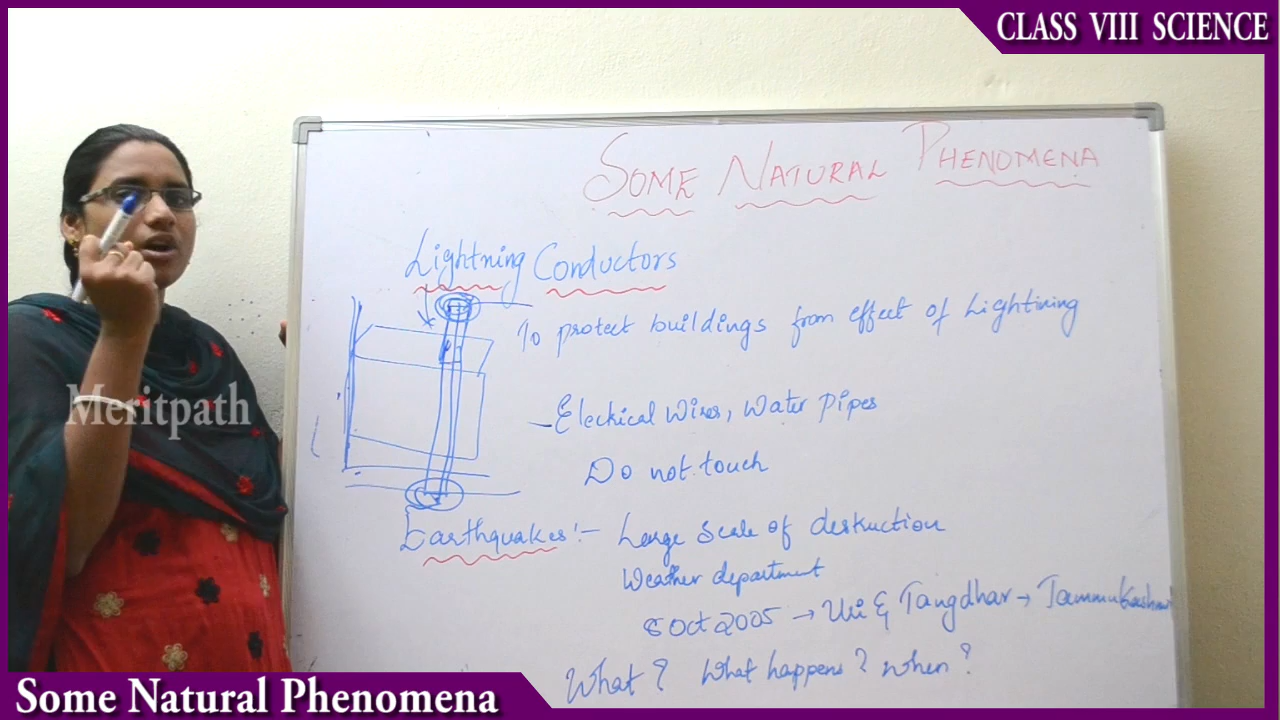 CLASS VIII SCIENCE
SOME NATURAL PHENOMENA
Lightning Conductors
To protect buildings from effect of Lightining
- Electrical Wires, Water Pipes
Do not touch
Earthquakes :- Large Scale of destruction
Weather department
8 Oct 2005 → Uri & Tangdhar → Jammu Kashmir
What? What happens? When?
Meritpath
Some Natural Phenomena